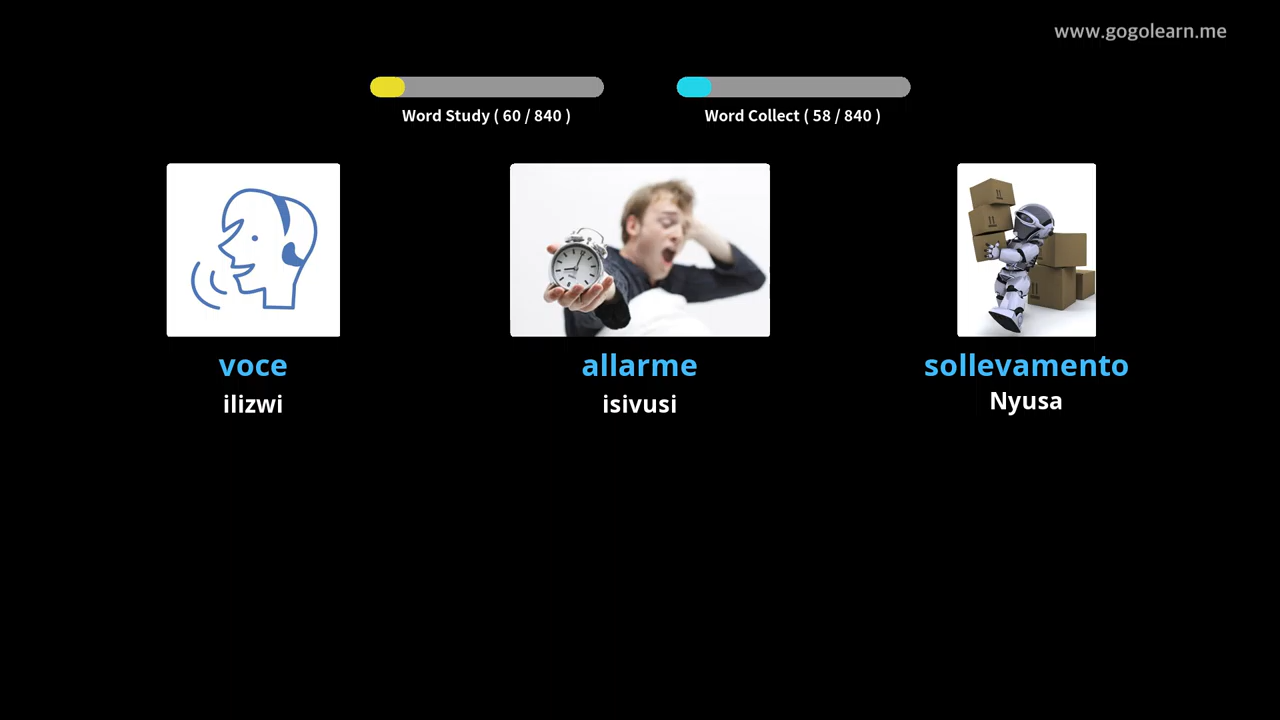 www.gogolearn.me
Word Study ( 60 / 840 )
Word Collect ( 58 / 840 )
voce
ilizwi
allarme
isivusi
sollevamento
Nyusa